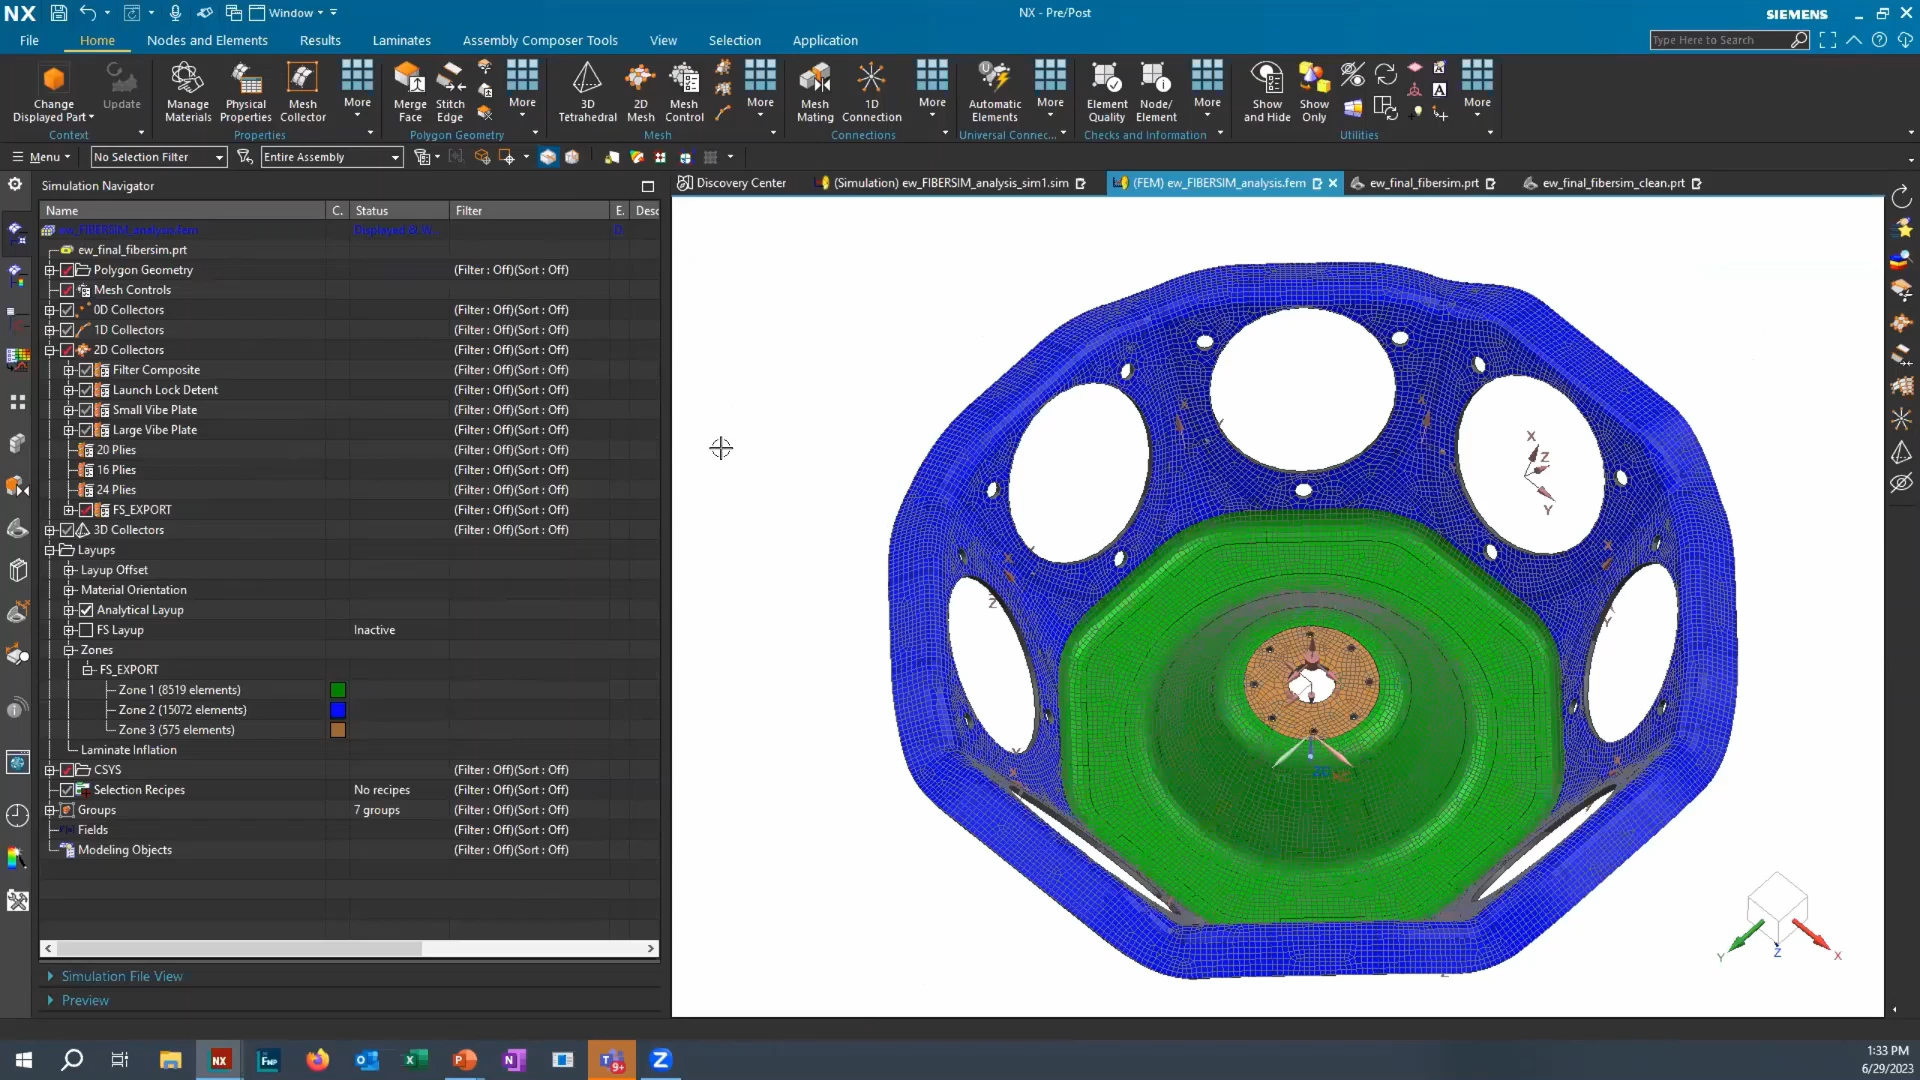 NX
Window
NX - Pre/Post
SIEMENS
File
Home
Nodes and Elements
Results
Laminates
Assembly Composer Tools
View
Selection
Application
Type Here to Search
Change Displayed Part
Update
Manage Materials
Physical Properties
Mesh Collector
More
Merge Face
Stitch Edge
More
3D Tetrahedral
2D Mesh
Mesh Control
More
Mesh Mating
1D Connection
More
Automatic Elements
More
Element Quality
Node/ Element
More
Show and Hide
Show Only
More
Context
Properties
Polygon Geometry
Mesh
Connections
Universal Connec...
Checks and Information
Utilities
Menu
No Selection Filter
Entire Assembly
Simulation Navigator
Discovery Center
(Simulation) ew_FIBERSIM_analysis_sim1.sim
(FEM) ew_FIBERSIM_analysis.fem
ew_final_fibersim.prt
ew_final_fibersim_clean.prt
Name
C.
Status
Filter
E.
Desc
ew_FIBERSIM_analysis.fem
ew_final_fibersim.prt
Polygon Geometry (Filter : Off)(Sort : Off)
Mesh Controls
0D Collectors (Filter : Off)(Sort : Off)
1D Collectors (Filter : Off)(Sort : Off)
2D Collectors (Filter : Off)(Sort : Off)
Filter Composite (Filter : Off)(Sort : Off)
Launch Lock Detent (Filter : Off)(Sort : Off)
Small Vibe Plate (Filter : Off)(Sort : Off)
Large Vibe Plate (Filter : Off)(Sort : Off)
20 Plies (Filter : Off)(Sort : Off)
16 Plies (Filter : Off)(Sort : Off)
24 Plies (Filter : Off)(Sort : Off)
FS_EXPORT (Filter : Off)(Sort : Off)
3D Collectors (Filter : Off)(Sort : Off)
Layups
Layup Offset
Material Orientation
Analytical Layup
FS Layup Inactive
Zones
FS_EXPORT
Zone 1 (8519 elements)
Zone 2 (15072 elements)
Zone 3 (575 elements)
Laminate Inflation
CSYS (Filter : Off)(Sort : Off)
Selection Recipes No recipes (Filter : Off)(Sort : Off)
Groups 7 groups (Filter : Off)(Sort : Off)
Fields (Filter : Off)(Sort : Off)
Modeling Objects (Filter : Off)(Sort : Off)
Simulation File View
Preview
X
Z
Y
Y
Z
X
1:33 PM
6/29/2023